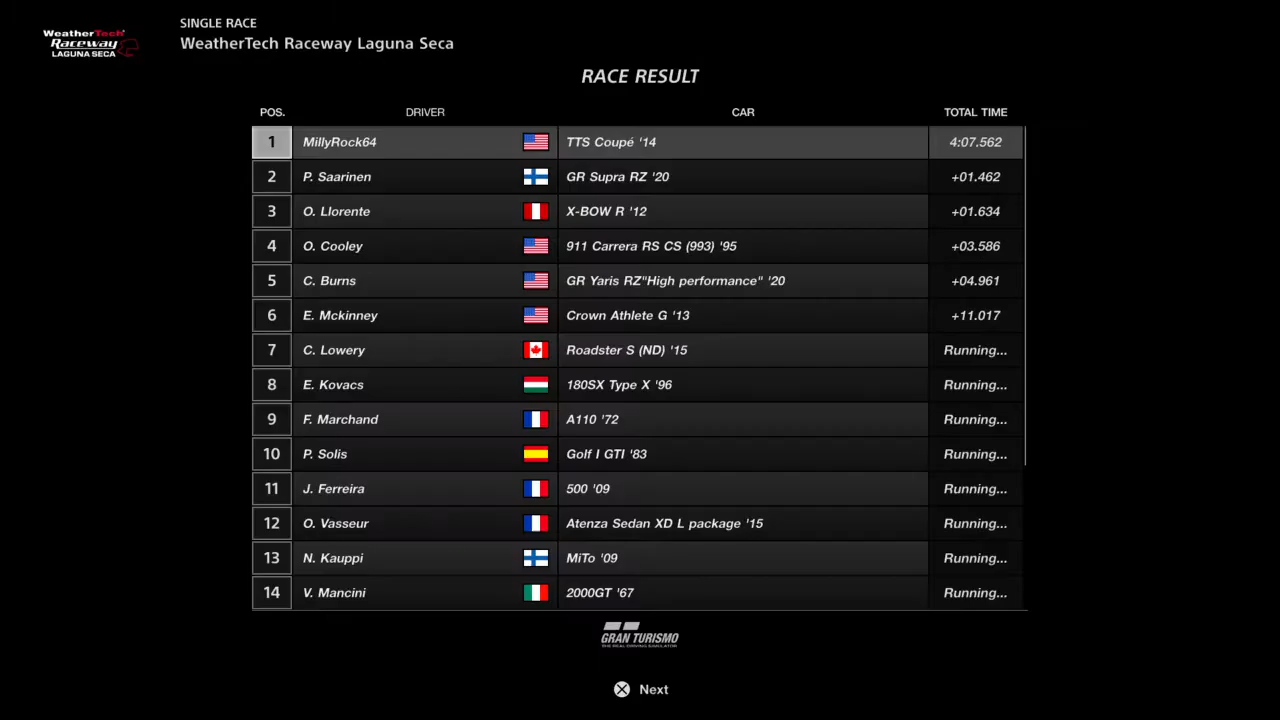 SINGLE RACE
WeatherTech Raceway Laguna Seca
WeatherTech
Raceway
LAGUNA SECA
RACE RESULT
POS. DRIVER CAR TOTAL TIME
1 MillyRock64 TTS Coupé '14 4:07.562
2 P. Saarinen GR Supra RZ '20 +01.462
3 O. Llorente X-BOW R '12 +01.634
4 O. Cooley 911 Carrera RS CS (993) '95 +03.586
5 C. Burns GR Yaris RZ"High performance" '20 +04.961
6 E. Mckinney Crown Athlete G '13 +11.017
7 C. Lowery Roadster S (ND) '15 Running...
8 E. Kovacs 180SX Type X '96 Running...
9 F. Marchand A110 '72 Running...
10 P. Solis Golf I GTI '83 Running...
11 J. Ferreira 500 '09 Running...
12 O. Vasseur Atenza Sedan XD L package '15 Running...
13 N. Kauppi MiTo '09 Running...
14 V. Mancini 2000GT '67 Running...
GRAN TURISMO
THE REAL DRIVING SIMULATOR
Next